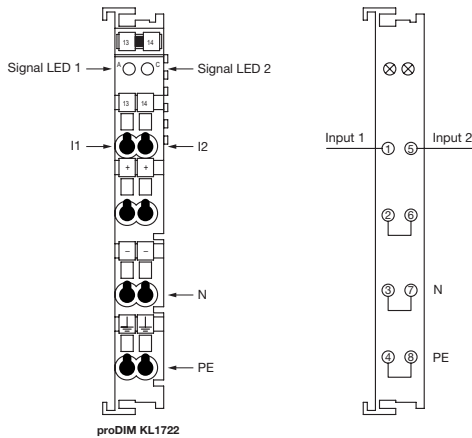 13 14
Signal LED 1
A
C
Signal LED 2
13 14
I1
I2
+ +
− −
N
PE
proDIM KL1722
Input 1
1 5
Input 2
2 6
3 7
N
4 8
PE